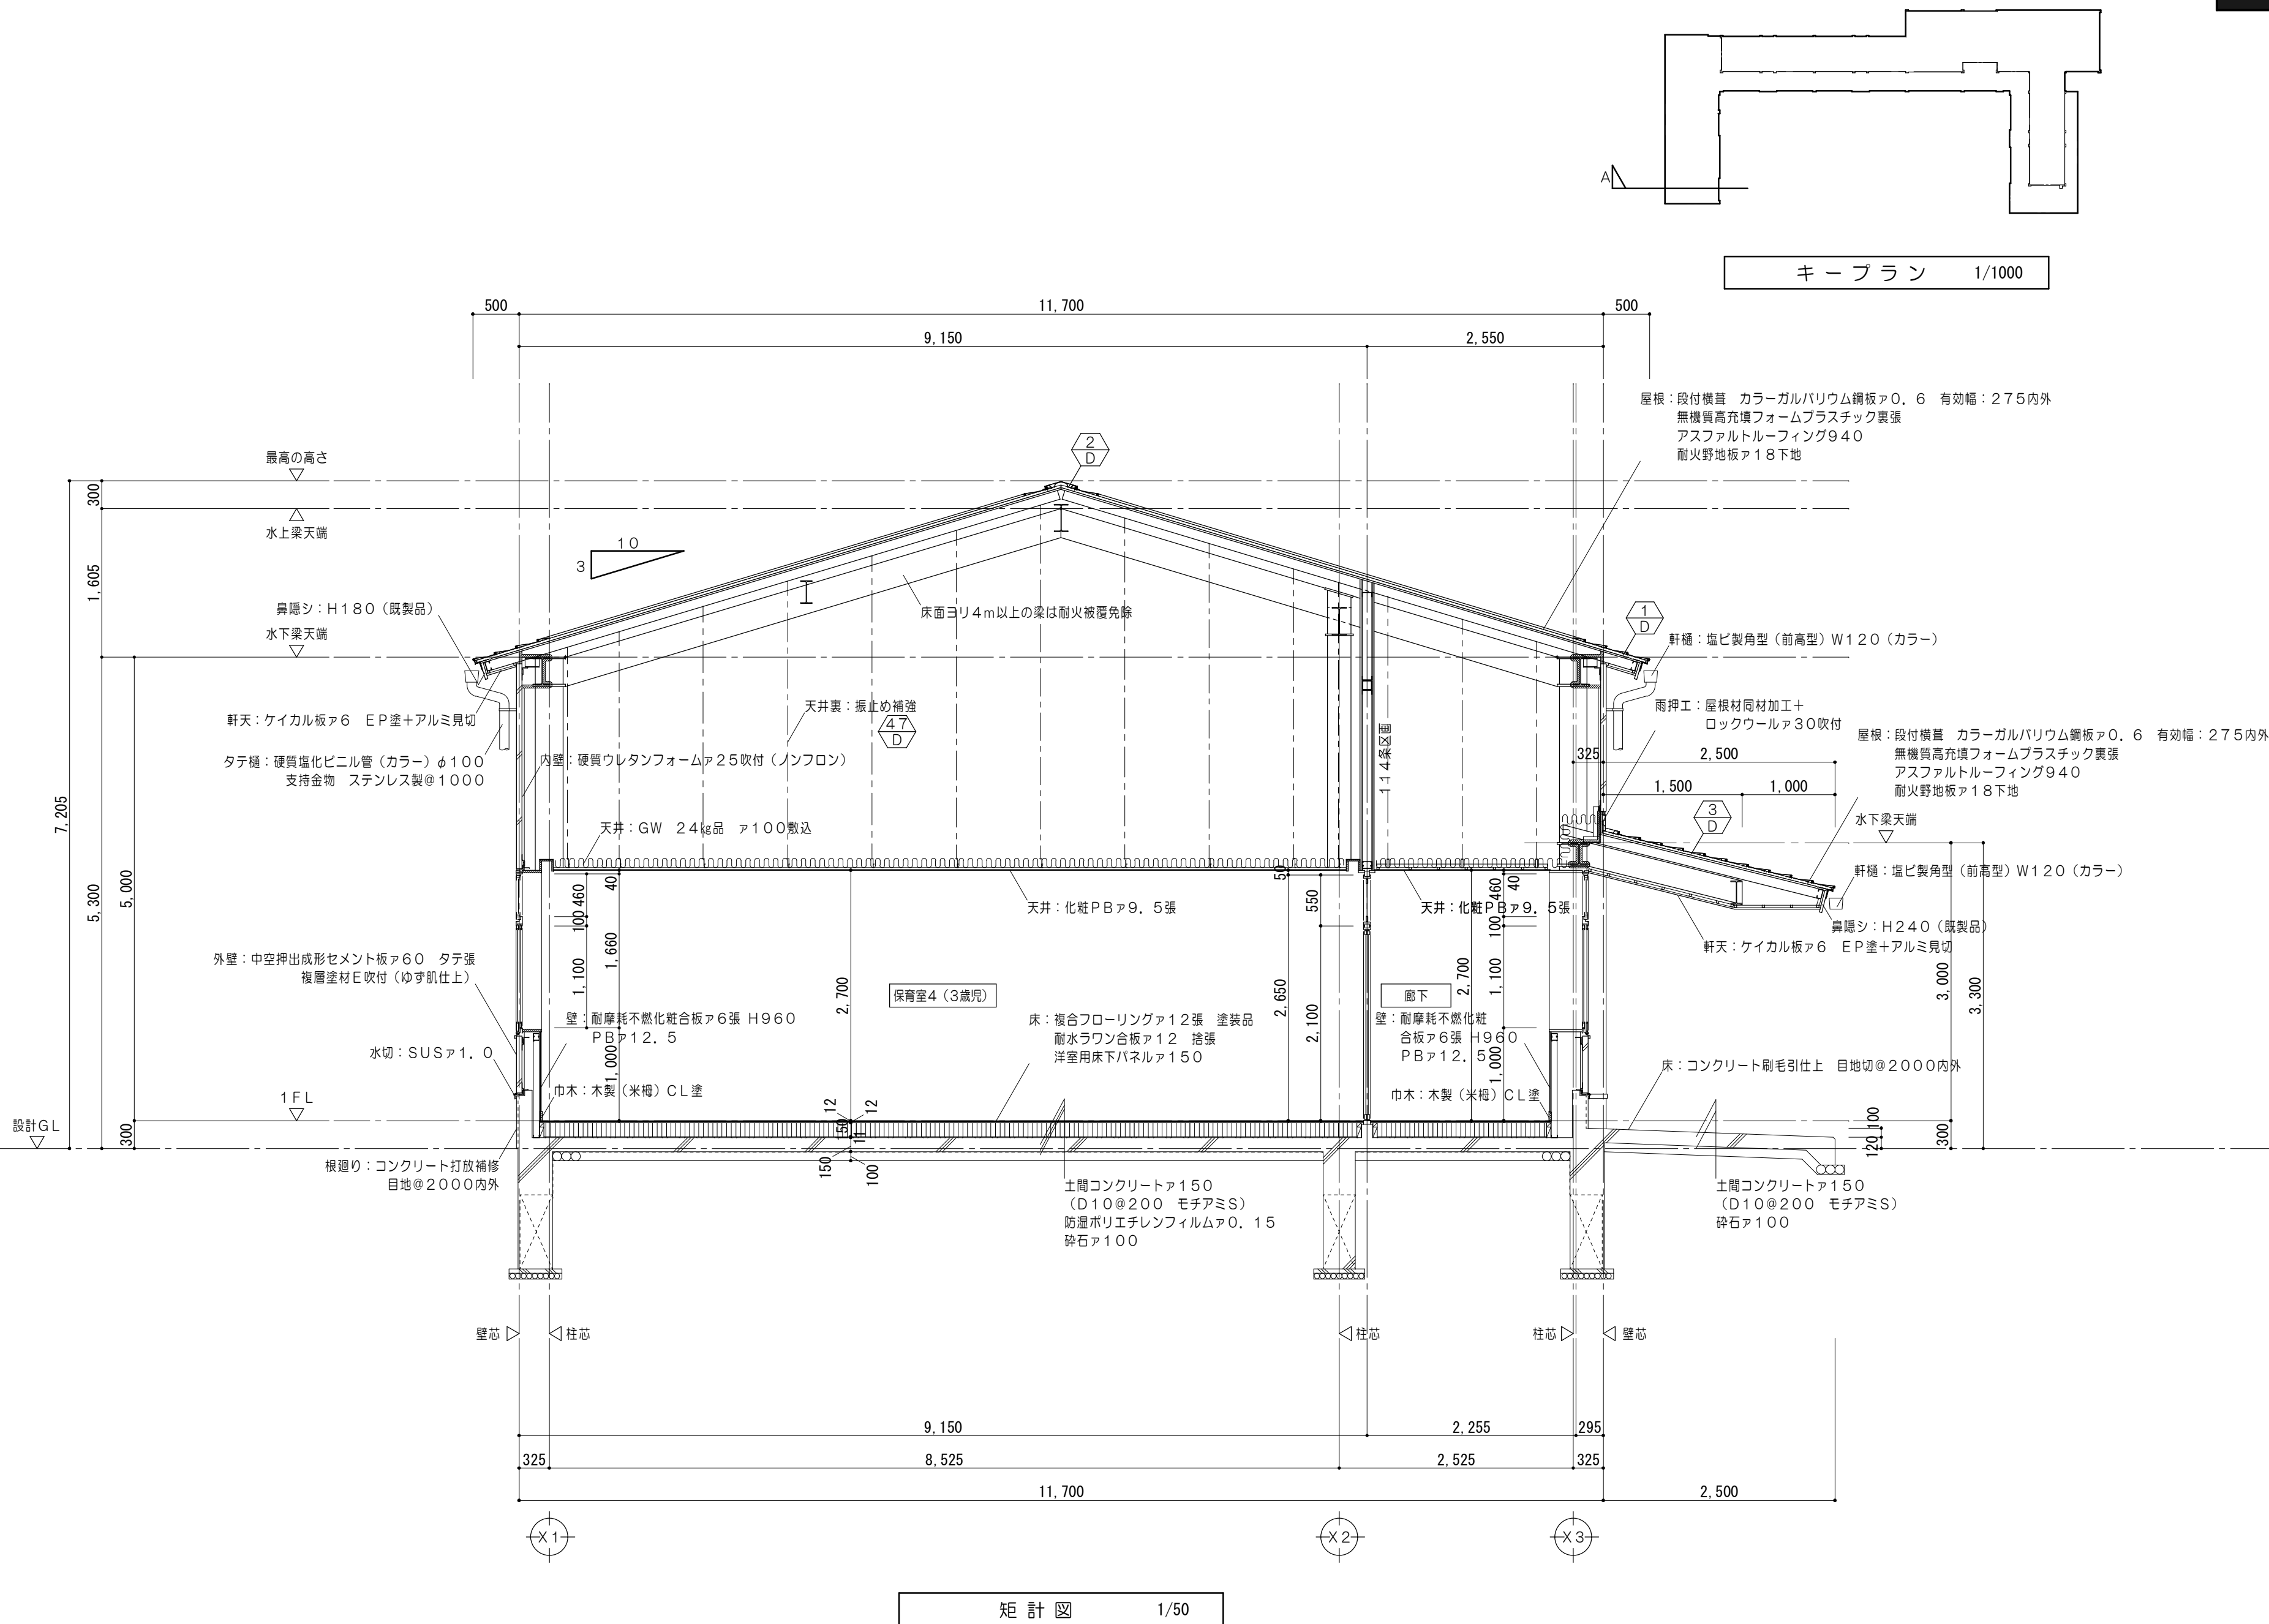 A
キープラン 1/1000
500
11,700
500
9,150
2,550
屋根：段付横葺 カラーガルバリウム鋼板ァ0．6 有効幅：275内外
無機質高充填フォームプラスチック裏張
アスファルトルーフィング940
耐火野地板ァ18下地
2
D
最高の高さ
300
水上梁天端
10
3
1,605
床面ヨリ4m以上の梁は耐火被覆免除
鼻隠シ：H180（既製品）
水下梁天端
1
D
軒樋：塩ビ製角型（前高型）W120（カラー）
軒天：ケイカル板ァ6 EP塗＋アルミ見切
天井裏：振止め補強
47
D
114条区画
雨押エ：屋根材同材加工＋
ロックウールァ30吹付
屋根：段付横葺 カラーガルバリウム鋼板ァ0．6 有効幅：275内外
無機質高充填フォームプラスチック裏張
アスファルトルーフィング940
耐火野地板ァ18下地
タテ樋：硬質塩化ビニル管（カラー）φ100
支持金物 ステンレス製@1000
内壁：硬質ウレタンフォームァ25吹付（ノンフロン）
325
2,500
1,500
1,000
3
D
水下梁天端
7,205
5,300
5,000
天井：GW 24㎏品 ァ100敷込
天井：化粧PBァ9．5張
天井：化粧PBァ9．5張
軒樋：塩ビ製角型（前高型）W120（カラー）
鼻隠シ：H240（既製品）
軒天：ケイカル板ァ6 EP塗＋アルミ見切
460
40
100
1,660
1,100
1,000
2,700
50
550
2,650
2,100
2,700
460
40
100
1,100
1,000
3,000
3,300
外壁：中空押出成形セメント板ァ60 タテ張
複層塗材E吹付（ゆず肌仕上）
保育室4（3歳児）
廊下
壁：耐摩耗不燃化粧合板ァ6張 H960
PBァ12．5
床：複合フローリングァ12張 塗装品
耐水ラワン合板ァ12 捨張
洋室用床下パネルァ150
壁：耐摩耗不燃化粧
合板ァ6張 H960
PBァ12．5
水切：SUSァ1．0
床：コンクリート刷毛引仕上 目地切@2000内外
巾木：木製（米栂）CL塗
巾木：木製（米栂）CL塗
1FL
設計GL
300
12
12
150
11
150
100
100
120
300
根廻り：コンクリート打放補修
目地@2000内外
土間コンクリートァ150
（D10@200 モチアミS）
防湿ポリエチレンフィルムァ0．15
砕石ァ100
土間コンクリートァ150
（D10@200 モチアミS）
砕石ァ100
壁芯
柱芯
柱芯
柱芯
壁芯
9,150
2,255
295
325
8,525
2,525
325
11,700
2,500
X1
X2
X3
矩計図 1/50